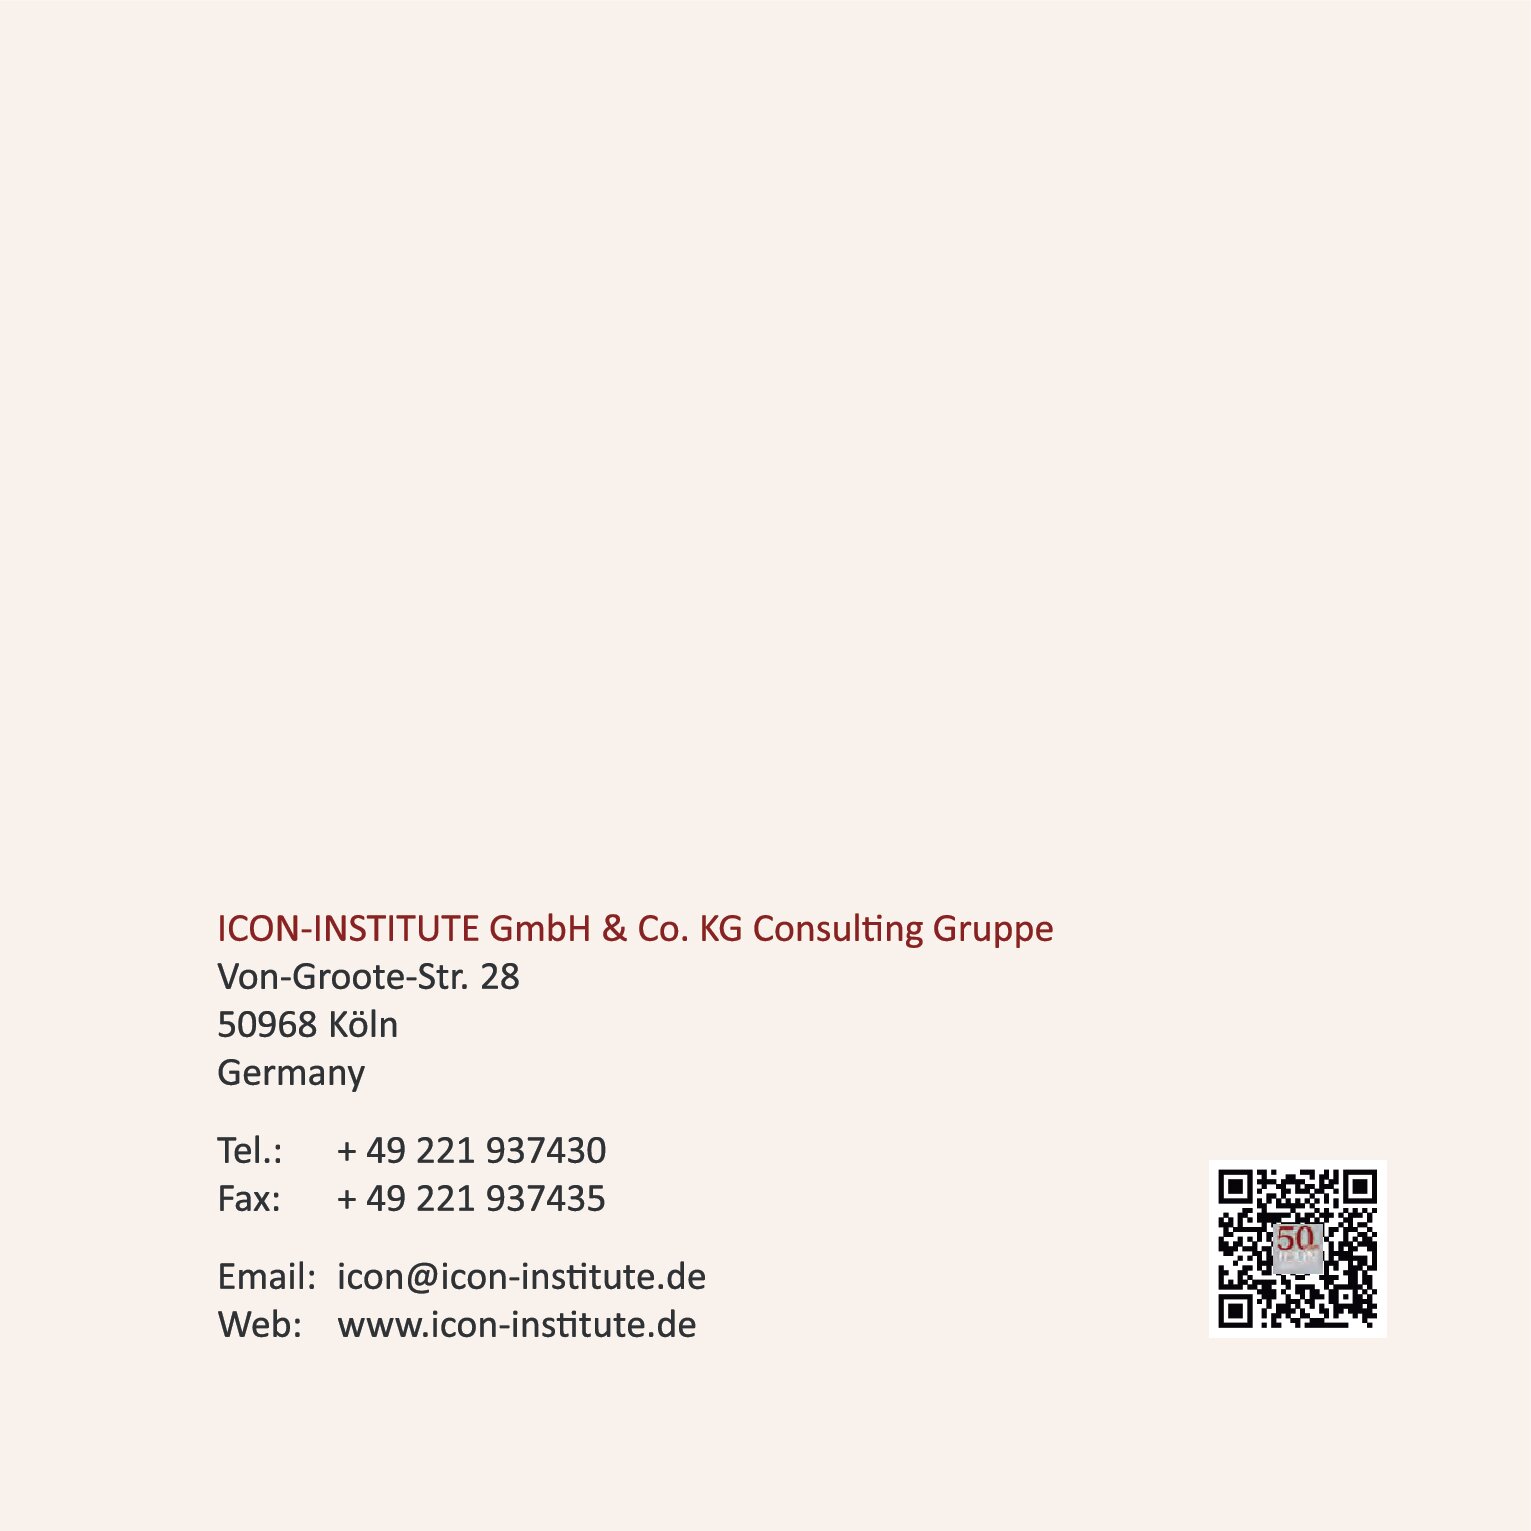 ICON-INSTITUTE GmbH & Co. KG Consulting Gruppe
Von-Groote-Str. 28
50968 Köln
Germany
Tel.: + 49 221 937430
Fax: + 49 221 937435
50
ICON
Email: icon@icon-institute.de
Web: www.icon-institute.de